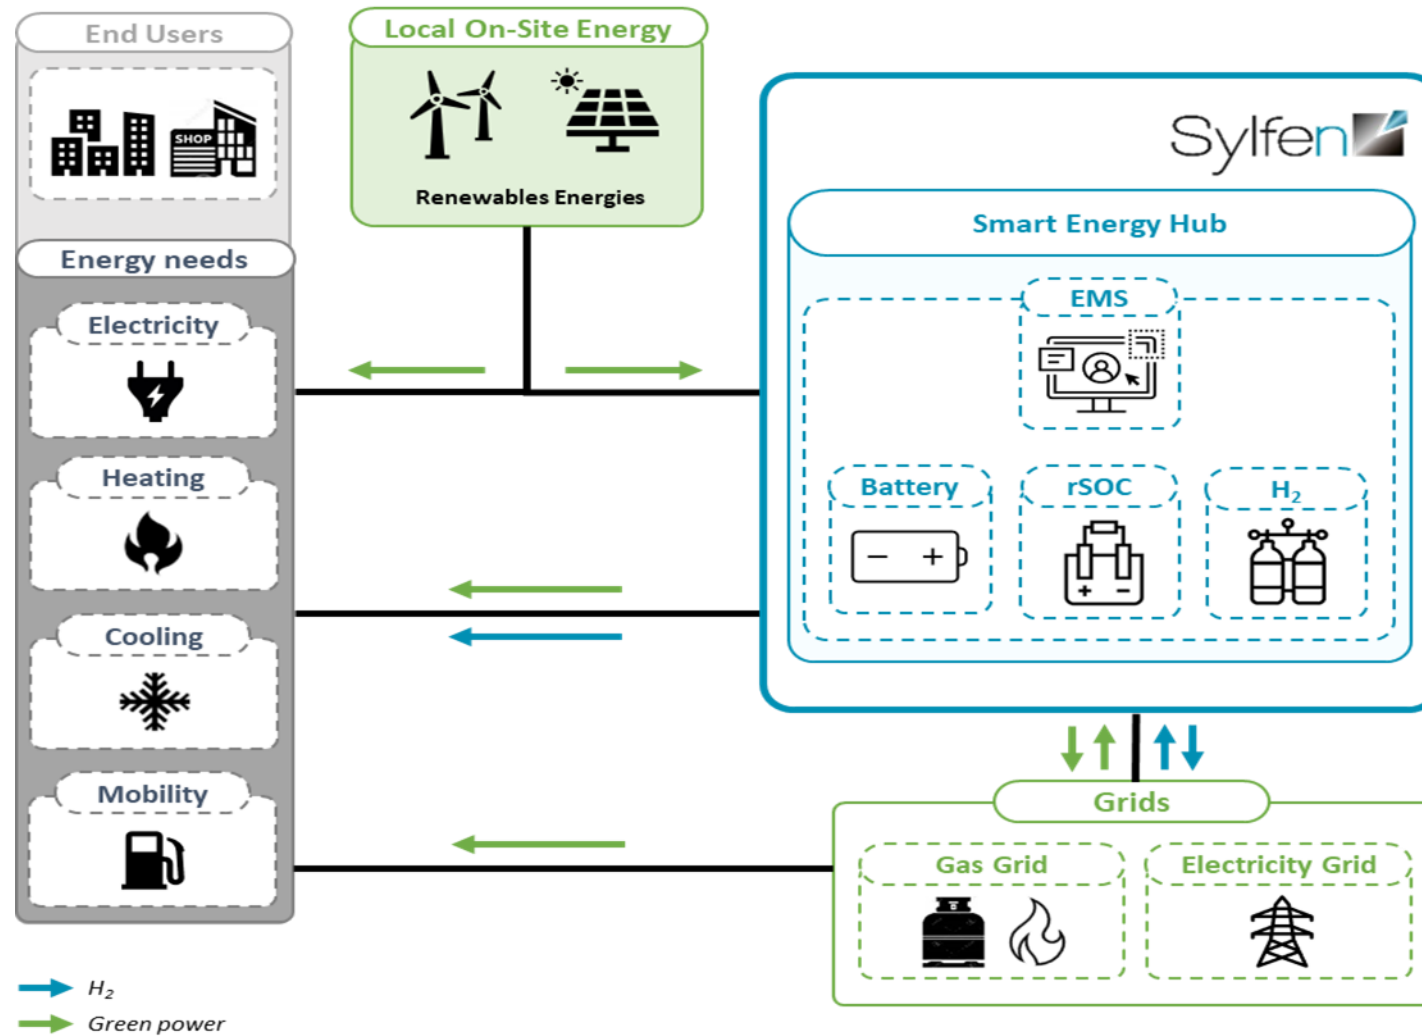 End Users
SHOP
Energy needs
Electricity
Heating
Cooling
Mobility
Local On-Site Energy
Renewables Energies
Sylfen
Smart Energy Hub
EMS
Battery
rSOC
H₂
Grids
Gas Grid
Electricity Grid
H₂
Green power